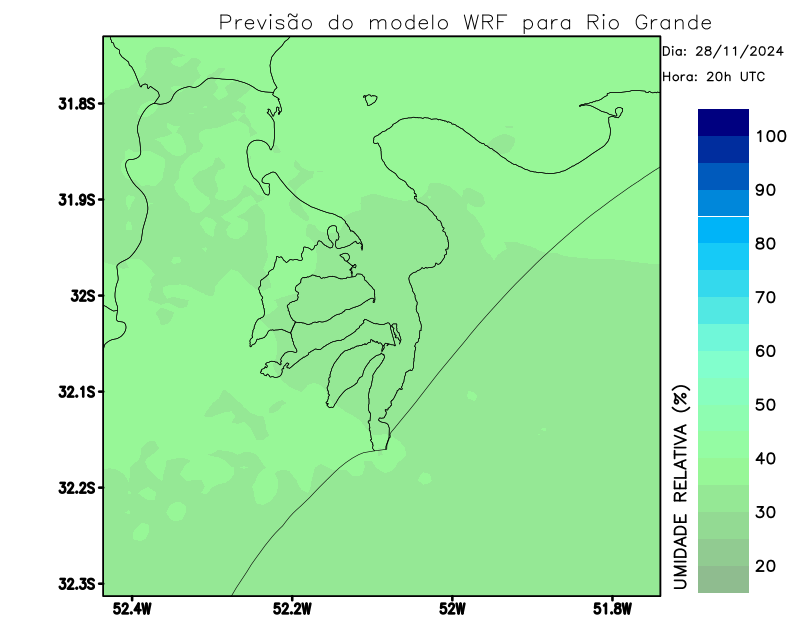 Previsão do modelo WRF para Rio Grande
Dia: 28/11/2024
Hora: 20h UTC
31.8S
31.9S
32S
32.1S
32.2S
32.3S
52.4W
52.2W
52W
51.8W
100
90
80
70
60
50
40
30
20
UMIDADE RELATIVA (%)